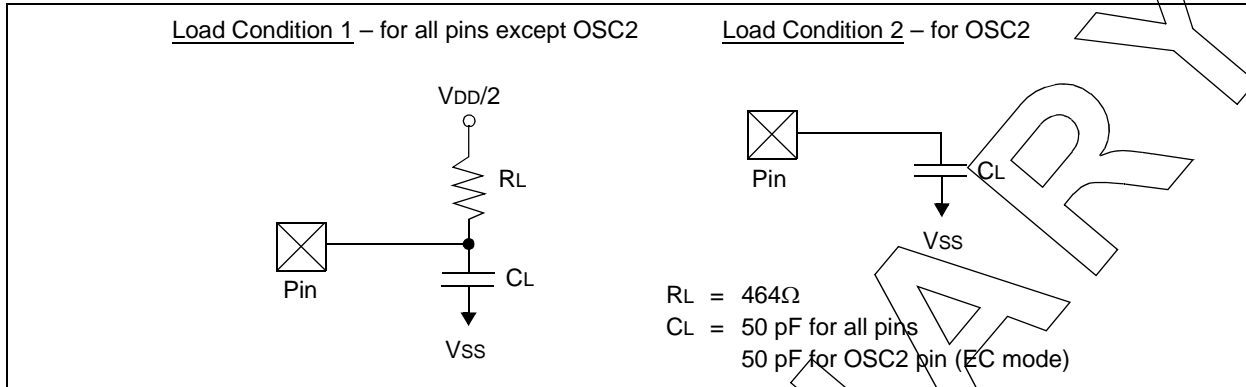 Load Condition 1 – for all pins except OSC2
VDD/2
RL
Pin
CL
VSS
Load Condition 2 – for OSC2
Pin
CL
VSS
RL = 464Ω
CL = 50 pF for all pins
50 pF for OSC2 pin (EC mode)
A R Y